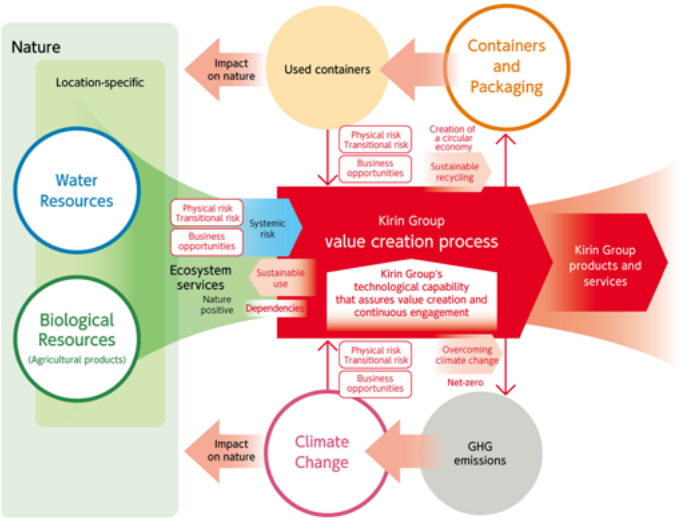 Nature
Location-specific
Impact
on nature
Used containers
Containers
and
Packaging
Physical risk
Transitional risk
Business
opportunities
Creation of
a circular
economy
Sustainable
recycling
Water
Resources
Physical risk
Transitional risk
Business
opportunities
Systemic
risk
Kirin Group
value creation process
Kirin Group
products and
services
Ecosystem
services
Sustainable
use
Nature
positive
Dependencies
Kirin Group's
technological capability
that assures value creation and
continuous engagement
Biological
Resources
(Agricultural products)
Physical risk
Transitional risk
Business
opportunities
Overcoming
climate change
Net-zero
Impact
on nature
Climate
Change
GHG
emissions